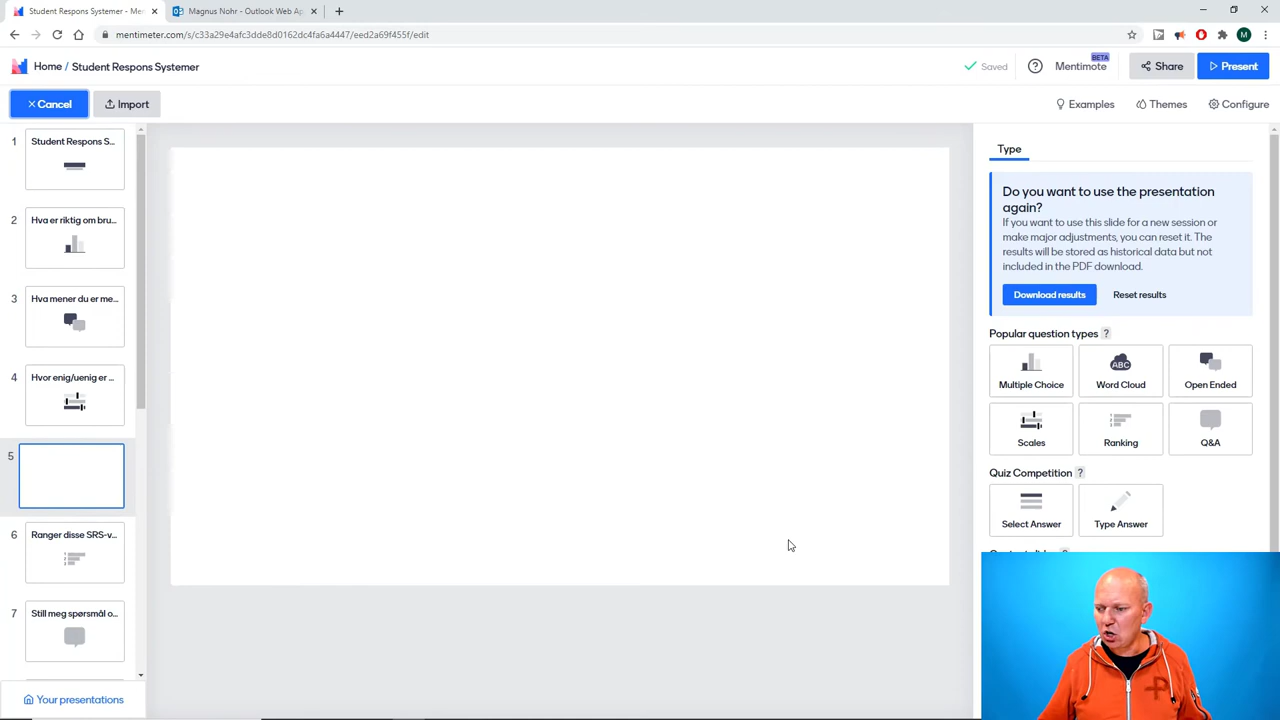 Student Respons Systemer - Me
Magnus Nohr - Outlook Web Ap
mentimeter.com/s/c33a29e4afc3dde8d0162dc4fa6a4447/eed2a69f455f/edit
M
Home / Student Respons Systemer
Saved
BETA
Mentimote
Share
Present
Cancel
Import
Examples
Themes
Configure
1
Student Respons S...
2
Hva er riktig om bru...
3
Hva mener du er me...
4
Hvor enig/uenig er ...
5
6
Ranger disse SRS-v...
7
Still meg spørsmål o...
Your presentations
Type
Do you want to use the presentation
again?
If you want to use this slide for a new session or
make major adjustments, you can reset it. The
results will be stored as historical data but not
included in the PDF download.
Download results
Reset results
Popular question types ?
Multiple Choice
ABC
Word Cloud
Open Ended
Scales
Ranking
Q&A
Quiz Competition ?
Select Answer
Type Answer